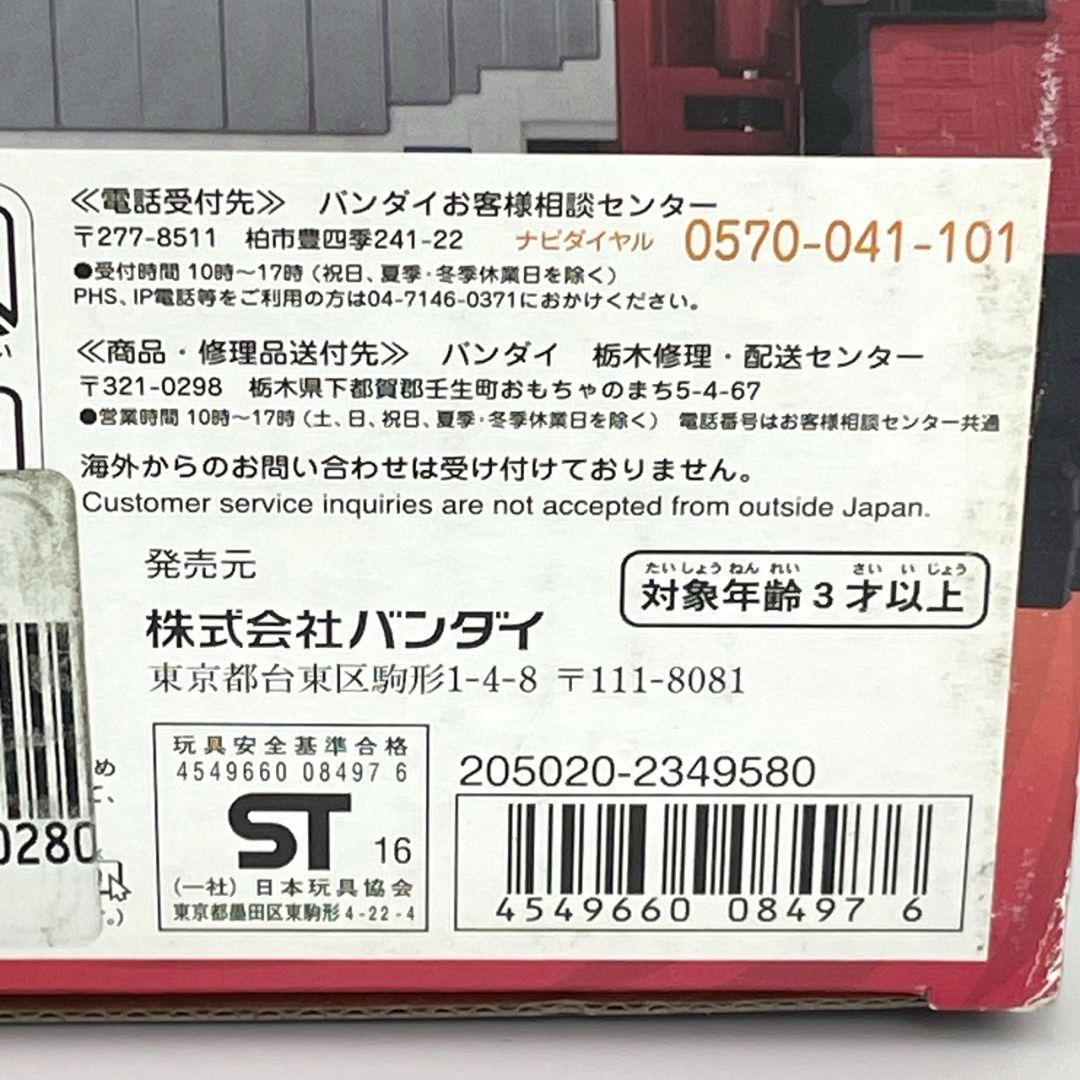 ≪電話受付先≫ バンダイお客様相談センター
〒277-8511 柏市豊四季241-22 ナビダイヤル 0570-041-101
●受付時間 10時〜17時（祝日、夏季・冬季休業日を除く）
PHS、IP電話等をご利用の方は04-7146-0371におかけください。
≪商品・修理品送付先≫ バンダイ 栃木修理・配送センター
〒321-0298 栃木県下都賀郡壬生町おもちゃのまち5-4-67
●営業時間 10時〜17時（土、日、祝日、夏季・冬季休業日を除く） 電話番号はお客様相談センター共通
海外からのお問い合わせは受け付けておりません。
Customer service inquiries are not accepted from outside Japan.
発売元
株式会社バンダイ
東京都台東区駒形1-4-8 〒111-8081
たいしょうねんれい さいいじょう
対象年齢3才以上
玩具安全基準合格
4549660 08497 6
ST 16
（一社）日本玩具協会
東京都墨田区東駒形4-22-4
205020-2349580
4549660 084976
0280